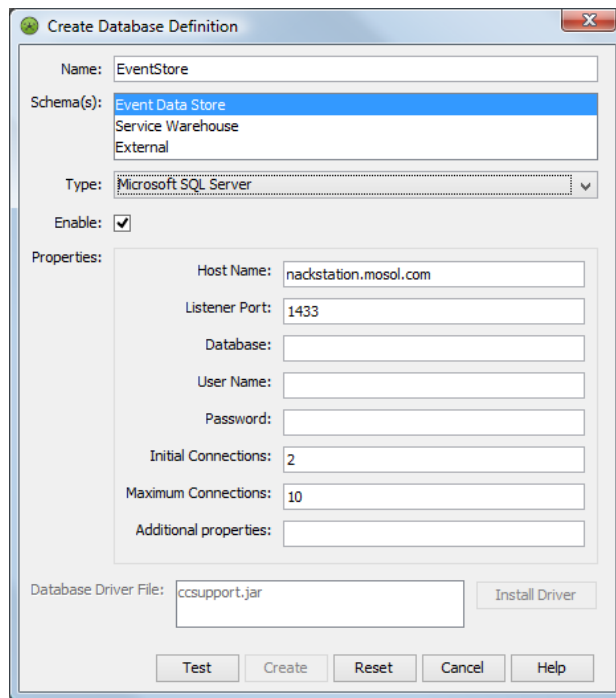 Create Database Definition
Name: EventStore
Schema(s): Event Data Store
Service Warehouse
External
Type: Microsoft SQL Server
Enable:
Properties:
Host Name: nackstation.mosol.com
Listener Port: 1433
Database:
User Name:
Password:
Initial Connections: 2
Maximum Connections: 10
Additional properties:
Database Driver File: ccsupport.jar
Install Driver
Test Create Reset Cancel Help